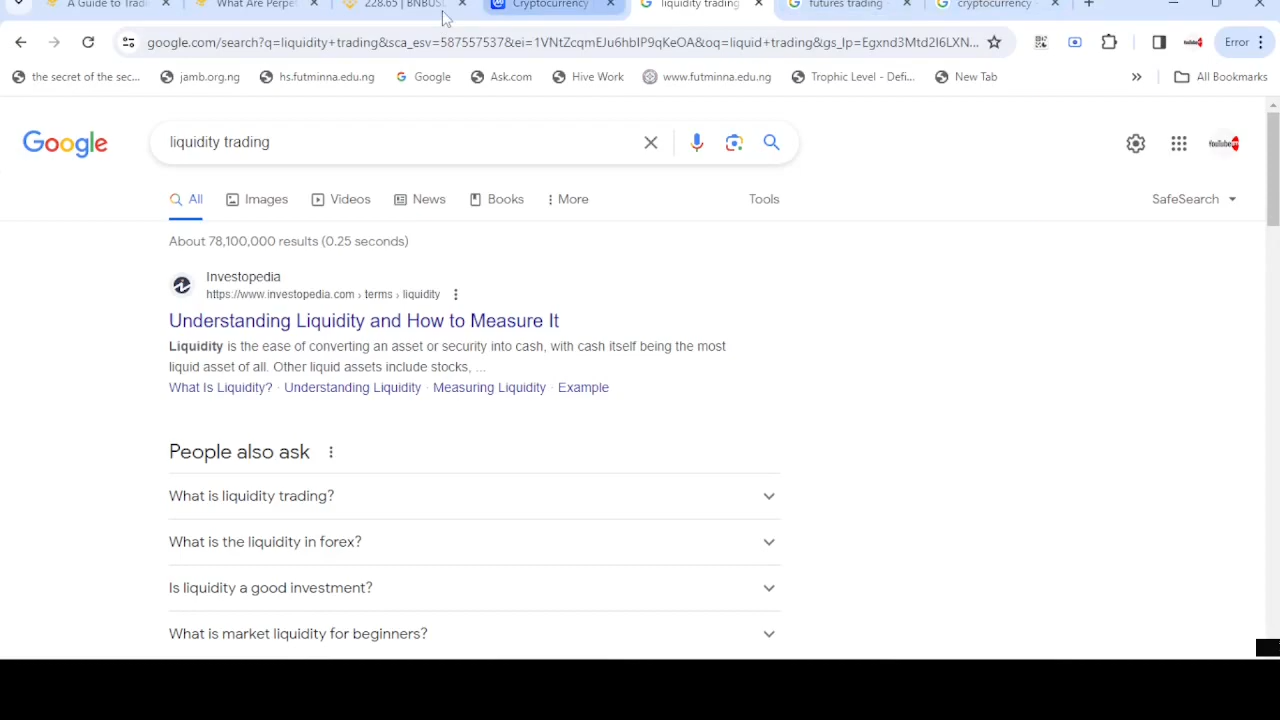 A Guide to Tradi
What Are Perpet
228.65 | BNBUSD
Cryptocurrency
liquidity trading
futures trading
cryptocurrency
google.com/search?q=liquidity+trading&sca_esv=587557537&ei=1VNtZcqmEJu6hbIP9qKeOA&oq=liquid+trading&gs_lp=Egxnd3Mtd2l6LXN...
Error
the secret of the sec...
jamb.org.ng
hs.futminna.edu.ng
Google
Ask.com
Hive Work
www.futminna.edu.ng
Trophic Level - Defi...
New Tab
»
All Bookmarks
Google
liquidity trading
YouTube
All
Images
Videos
News
Books
More
Tools
SafeSearch
About 78,100,000 results (0.25 seconds)
Investopedia
https://www.investopedia.com › terms › liquidity
Understanding Liquidity and How to Measure It
Liquidity is the ease of converting an asset or security into cash, with cash itself being the most
liquid asset of all. Other liquid assets include stocks, ...
What Is Liquidity? · Understanding Liquidity · Measuring Liquidity · Example
People also ask
What is liquidity trading?
What is the liquidity in forex?
Is liquidity a good investment?
What is market liquidity for beginners?